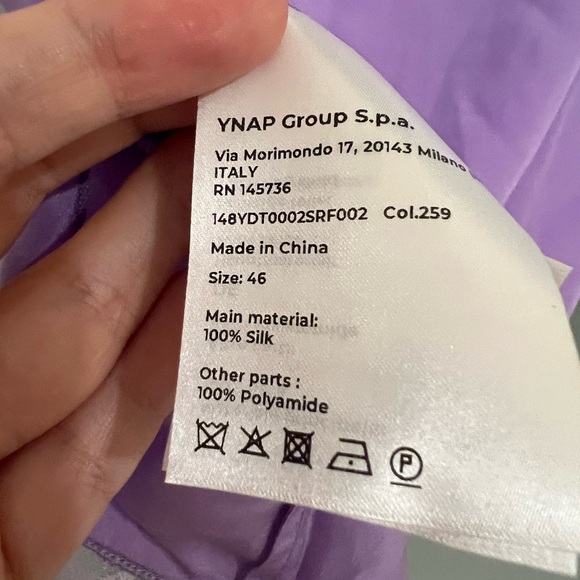 YNAP Group S.p.a.
Via Morimondo 17, 20143 Milano
ITALY
RN 145736
148YDT0002SRF002 Col.259
Made in China
Size: 46
Main material:
100% Silk
Other parts :
100% Polyamide
P